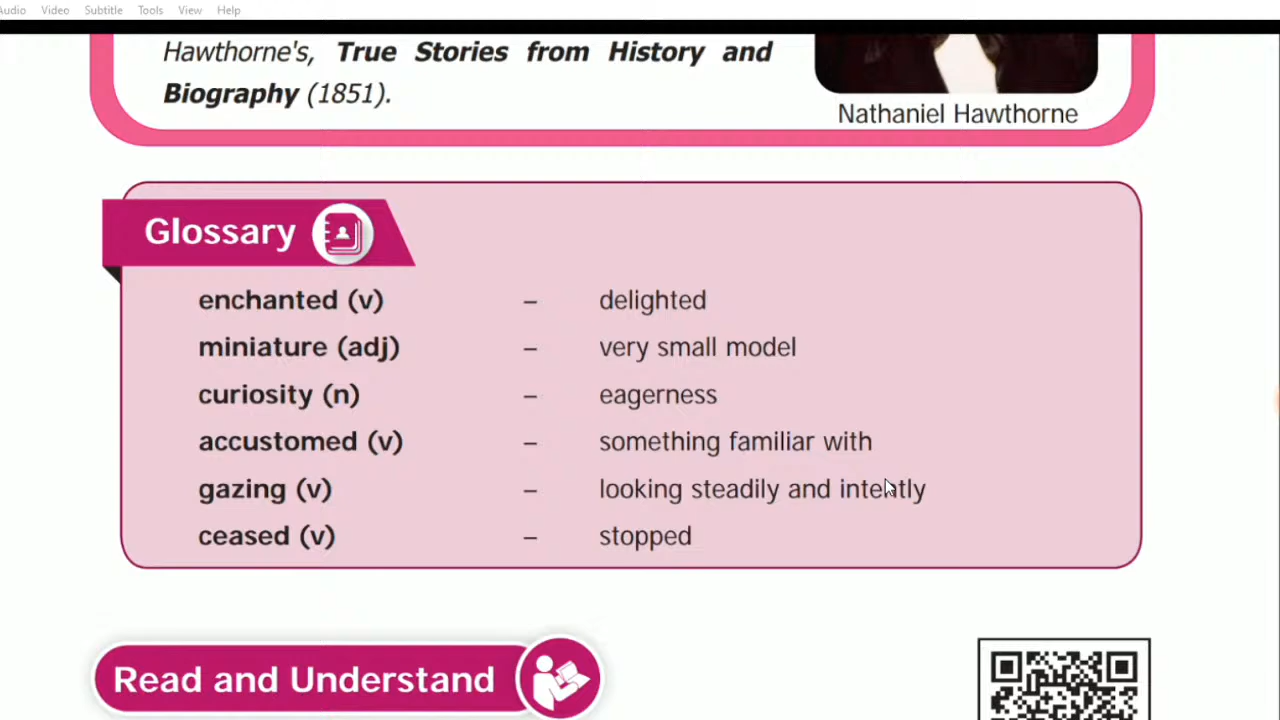 Audio Video Subtitle Tools View Help
Hawthorne's, True Stories from History and
Biography (1851).
Nathaniel Hawthorne
Glossary
enchanted (v) – delighted
miniature (adj) – very small model
curiosity (n) – eagerness
accustomed (v) – something familiar with
gazing (v) – looking steadily and intently
ceased (v) – stopped
Read and Understand